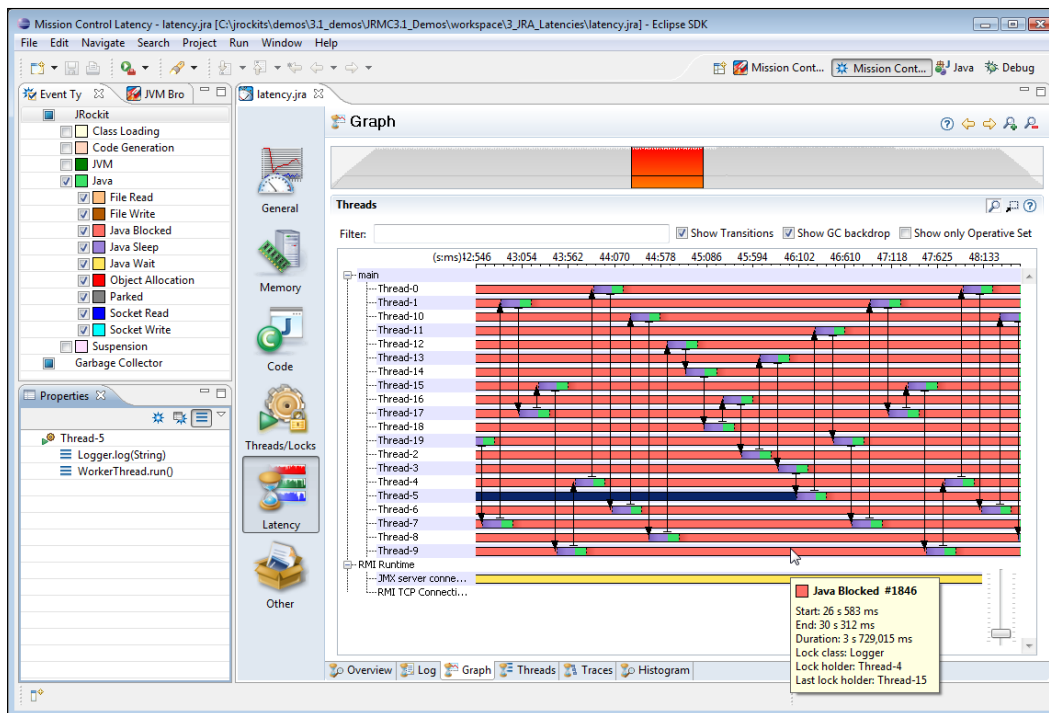 Mission Control Latency - latency.jra [C:\jrockits\demos\3.1_demos\JRMC3.1_Demos\workspace\3_JRA_Latencies\latency.jra] - Eclipse SDK
File Edit Navigate Search Project Run Window Help
Mission Cont... Mission Cont... Java Debug
Event Ty JVM Bro
JRockit
Class Loading
Code Generation
JVM
Java
File Read
File Write
Java Blocked
Java Sleep
Java Wait
Object Allocation
Parked
Socket Read
Socket Write
Suspension
Garbage Collector
Properties
Thread-5
Logger.log(String)
WorkerThread.run()
latency.jra
Graph
General
Memory
Code
Threads/Locks
Latency
Other
Threads
Filter: Show Transitions Show GC backdrop Show only Operative Set
(s:ms) 42:546 43:054 43:562 44:070 44:578 45:086 45:594 46:102 46:610 47:118 47:625 48:133
main
Thread-0
Thread-1
Thread-10
Thread-11
Thread-12
Thread-13
Thread-14
Thread-15
Thread-16
Thread-17
Thread-18
Thread-19
Thread-2
Thread-3
Thread-4
Thread-5
Thread-6
Thread-7
Thread-8
Thread-9
RMI Runtime
JMX server conne...
RMI TCP Connecti...
Java Blocked #1846
Start: 26 s 583 ms
End: 30 s 312 ms
Duration: 3 s 729,015 ms
Lock class: Logger
Lock holder: Thread-4
Last lock holder: Thread-15
Overview Log Graph Threads Traces Histogram